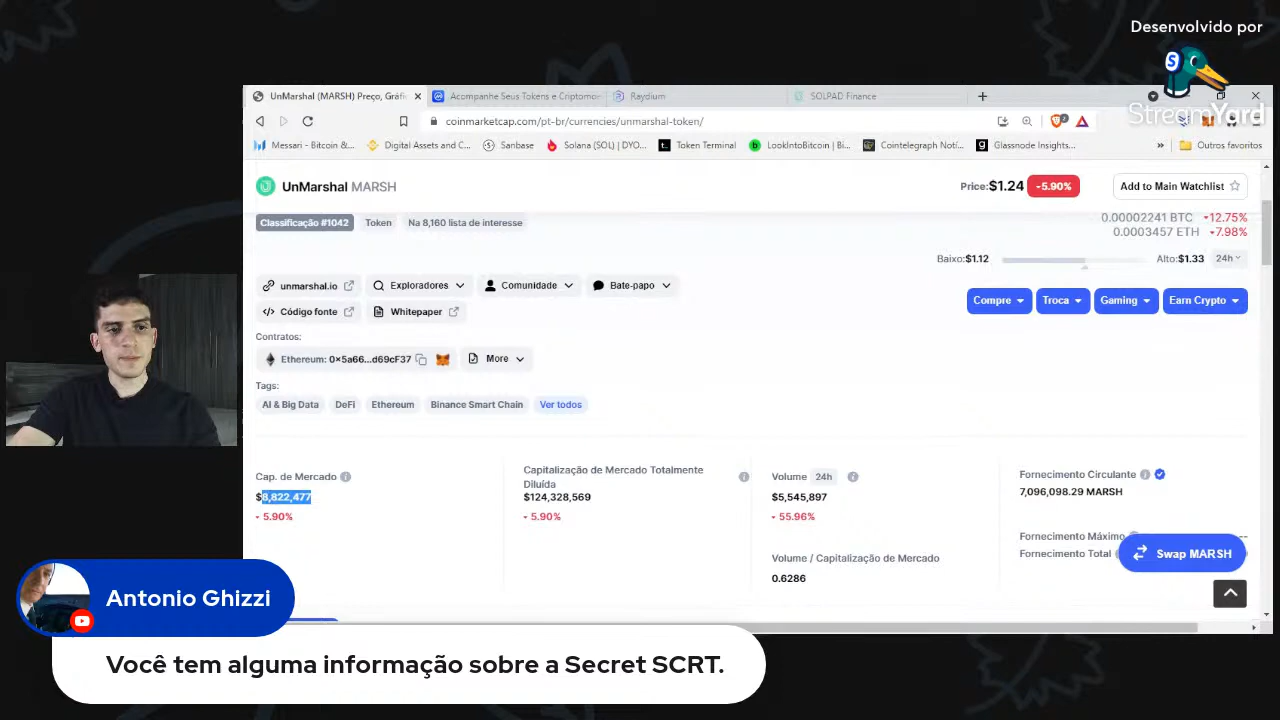 Desenvolvido por
StreamYard
UnMarshal (MARSH) Preço, Gráfi
Acompanhe Seus Tokens e Criptomo
Raydium
SOLPAD Finance
coinmarketcap.com/pt-br/currencies/unmarshal-token/
Messari - Bitcoin &...
Digital Assets and C...
Sanbase
Solana (SOL) | DYO...
Token Terminal
LookIntoBitcoin | Bi...
Cointelegraph Notí...
Glassnode Insights...
»
Outros favoritos
UnMarshal MARSH
Price: $1.24 -5.90%
Add to Main Watchlist
Classificação #1042
Token
Na 8,160 lista de interesse
0.00002241 BTC 12.75%
0.0003457 ETH 7.98%
Baixo: $1.12
Alto: $1.33
24h
unmarshal.io
Exploradores
Comunidade
Bate-papo
Compre
Troca
Gaming
Earn Crypto
Código fonte
Whitepaper
Contratos:
Ethereum: 0x5a66...d69cF37
More
Tags:
AI & Big Data
DeFi
Ethereum
Binance Smart Chain
Ver todos
Cap. de Mercado
$8,822,477
5.90%
Capitalização de Mercado Totalmente
Diluída
$124,328,569
5.90%
Volume 24h
$5,545,897
55.96%
Volume / Capitalização de Mercado
0.6286
Fornecimento Circulante
7,096,098.29 MARSH
Fornecimento Máximo
--
Fornecimento Total
Swap MARSH
Antonio Ghizzi
Você tem alguma informação sobre a Secret SCRT.